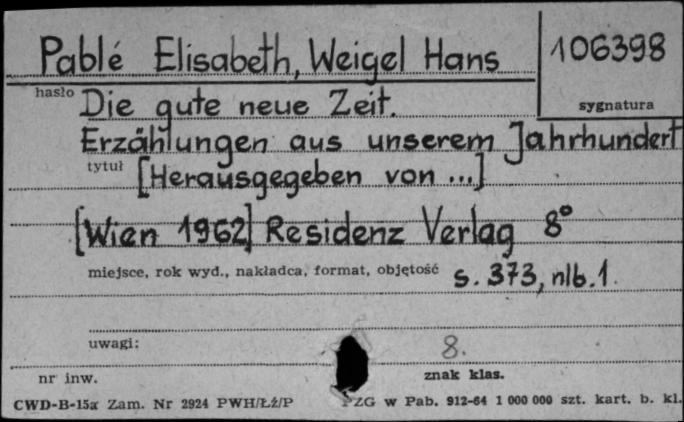 Pablé Elisabeth, Weigel Hans
106398
hasło Die gute neue Zeit.
sygnatura
Erzählungen aus unserem Jahrhundert
tytuł [Herausgegeben von ...]
[Wien 1962] Residenz Verlag 8°
miejsce, rok wyd., nakładca, format, objętość s. 373, nlb. 1.
uwagi:
8.
nr inw.
znak klas.
CWD-B-15a Zam. Nr 2924 PWH/Łź/P PZG w Pab. 912-64 1 000 000 szt. kart. b. kl.